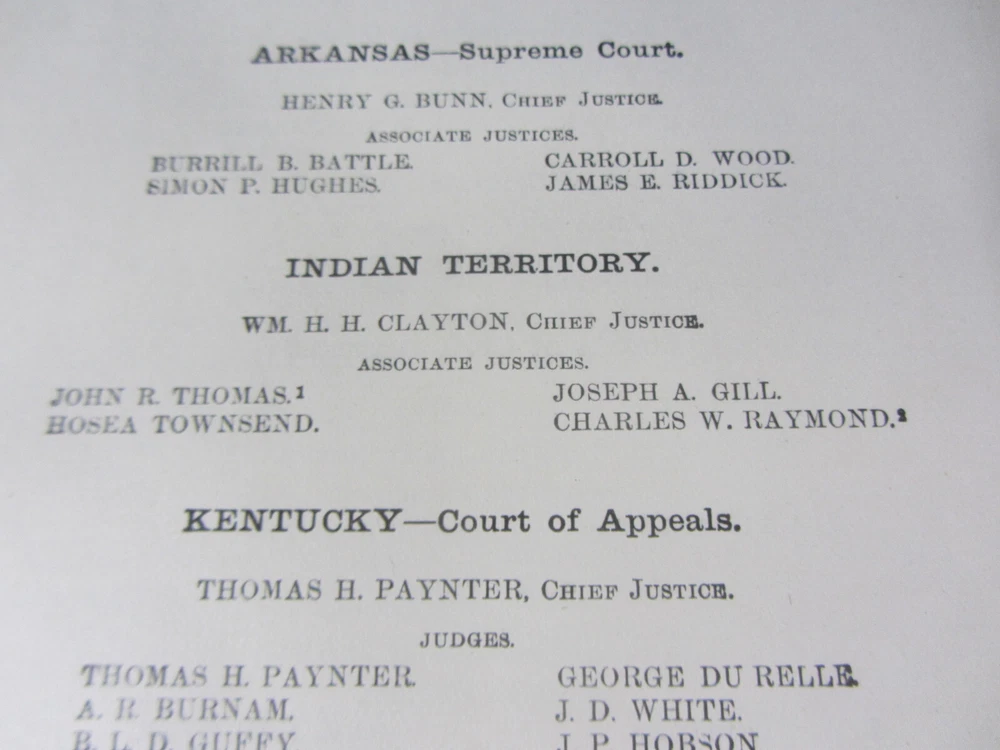 ARKANSAS—Supreme Court.
HENRY G. BUNN, CHIEF JUSTICE.
ASSOCIATE JUSTICES.
BURRILL B. BATTLE. CARROLL D. WOOD.
SIMON P. HUGHES. JAMES E. RIDDICK.
INDIAN TERRITORY.
WM. H. H. CLAYTON, CHIEF JUSTICE.
ASSOCIATE JUSTICES.
JOHN R. THOMAS.¹ JOSEPH A. GILL.
HOSEA TOWNSEND. CHARLES W. RAYMOND.²
KENTUCKY—Court of Appeals.
THOMAS H. PAYNTER, CHIEF JUSTICE.
JUDGES.
THOMAS H. PAYNTER. GEORGE DU RELLE.
A. R. BURNAM. J. D. WHITE.
B. L. D. GUFFY J. P. HOBSON